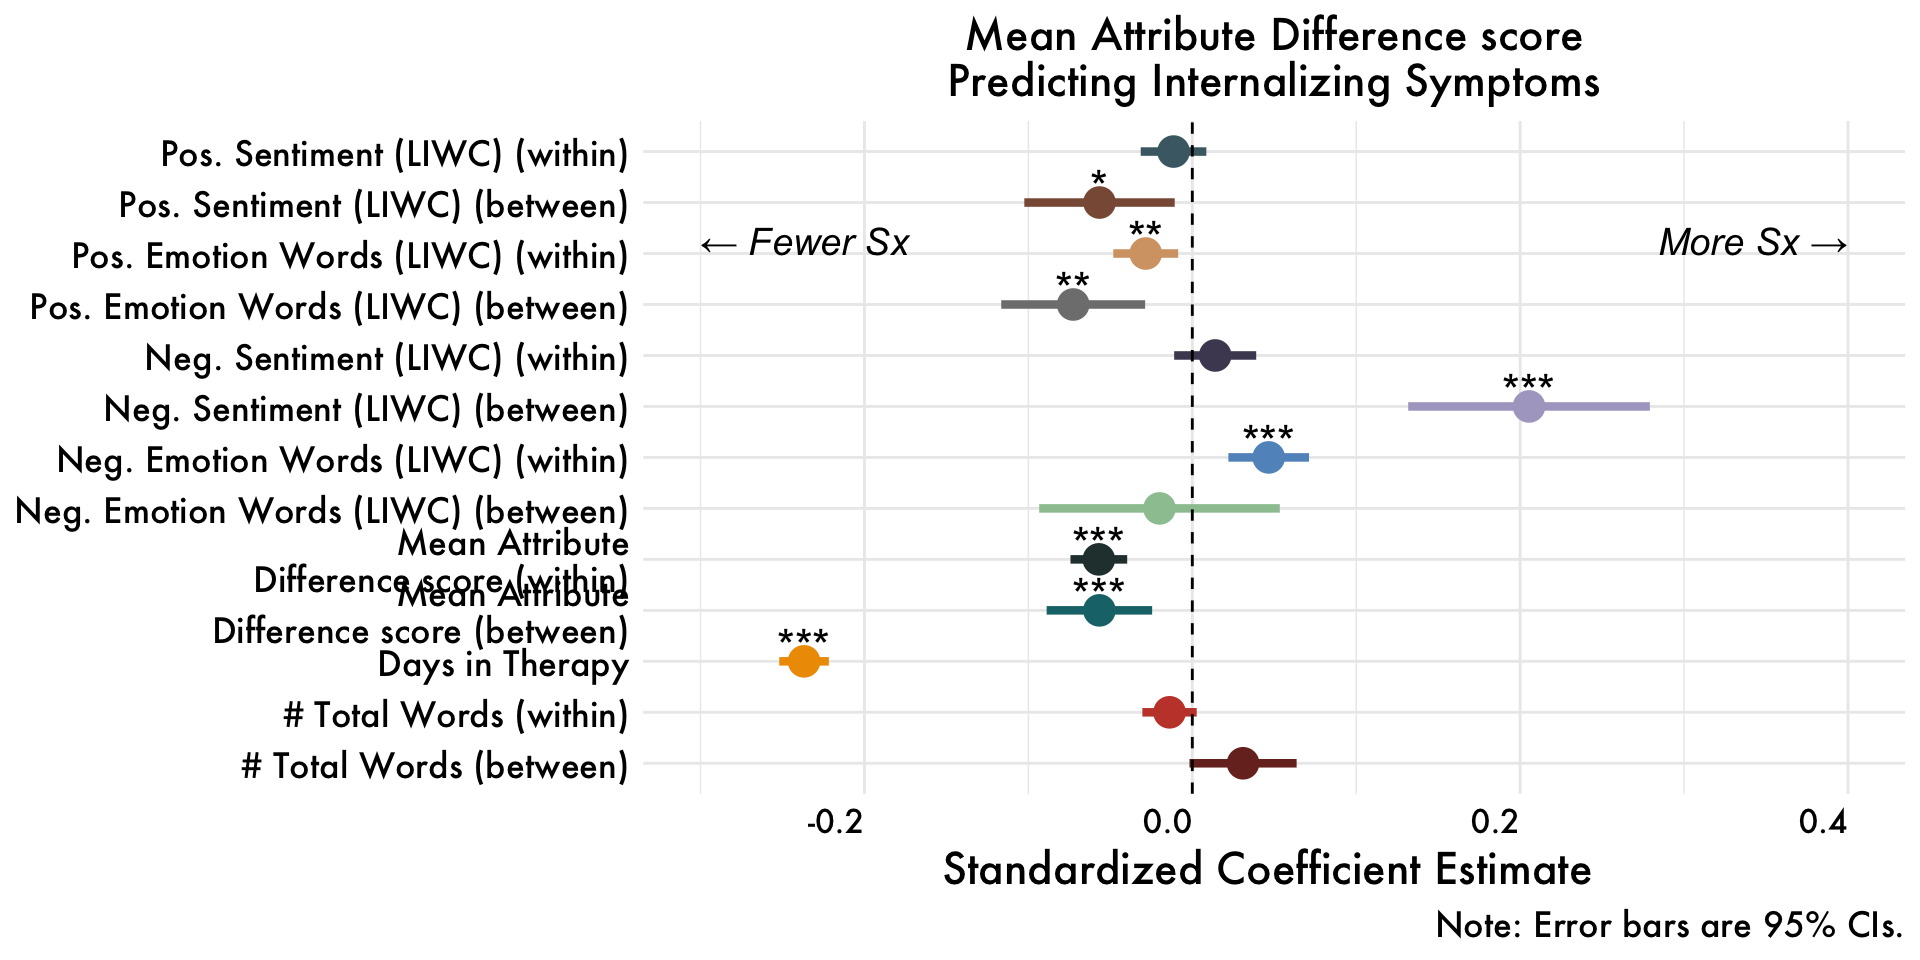 Mean Attribute Difference score
Predicting Internalizing Symptoms
Pos. Sentiment (LIWC) (within)
*
Pos. Sentiment (LIWC) (between)
← Fewer Sx
**
More Sx →
Pos. Emotion Words (LIWC) (within)
**
Pos. Emotion Words (LIWC) (between)
Neg. Sentiment (LIWC) (within)
***
Neg. Sentiment (LIWC) (between)
***
Neg. Emotion Words (LIWC) (within)
Neg. Emotion Words (LIWC) (between)
***
Mean Attribute
Difference score (within)
***
Mean Attribute
Difference score (between)
***
Days in Therapy
# Total Words (within)
# Total Words (between)
-0.2
0.0
0.2
0.4
Standardized Coefficient Estimate
Note: Error bars are 95% CIs.